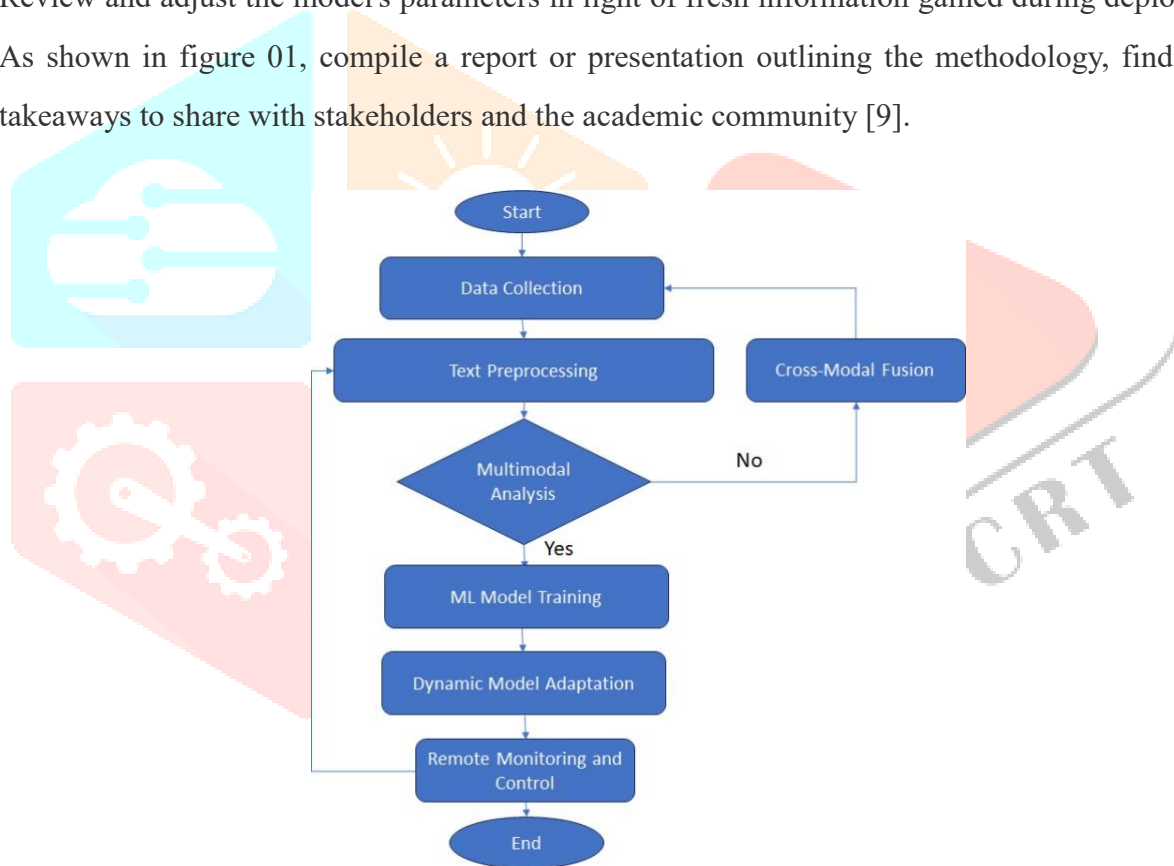 Review and adjust the model's parameters in light of fresh information gained during deplo
As shown in figure 01, compile a report or presentation outlining the methodology, find
takeaways to share with stakeholders and the academic community [9].
Start
Data Collection
Text Preprocessing
Cross-Modal Fusion
Multimodal
Analysis
No
Yes
ML Model Training
Dynamic Model Adaptation
Remote Monitoring and
Control
End
CRT